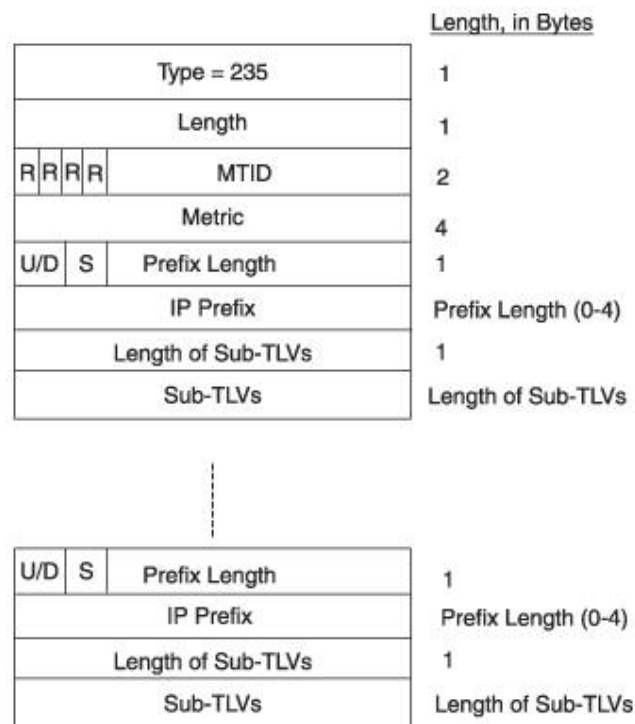 Length, in Bytes
Type = 235 1
Length 1
R R R R MTID 2
Metric 4
U/D S Prefix Length 1
IP Prefix Prefix Length (0-4)
Length of Sub-TLVs 1
Sub-TLVs Length of Sub-TLVs
U/D S Prefix Length 1
IP Prefix Prefix Length (0-4)
Length of Sub-TLVs 1
Sub-TLVs Length of Sub-TLVs